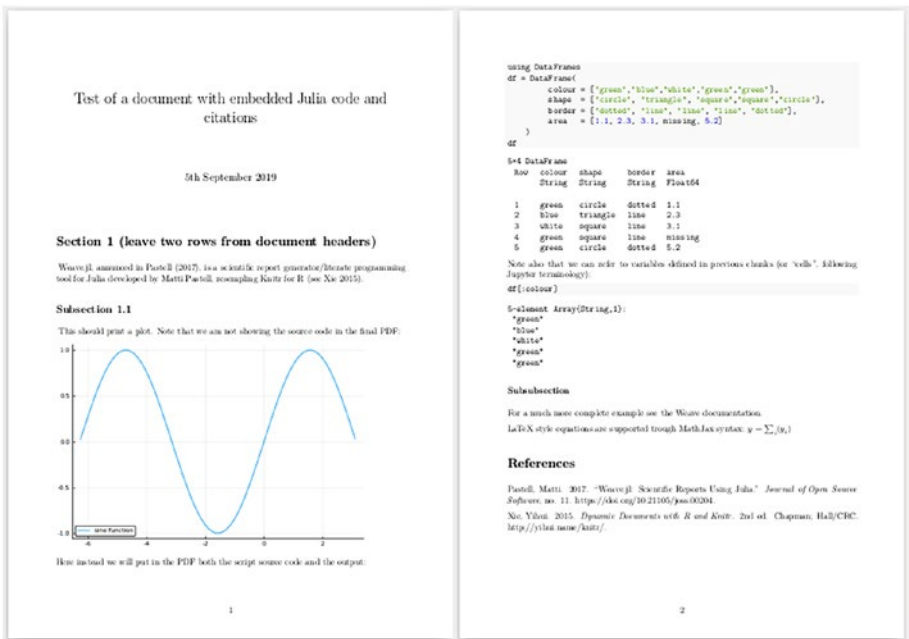 Test of a document with embedded Julia code and
citations
5th September 2019
Section 1 (leave two rows from document headers)
Weave.jl, announced in Pastell (2017), is a scientific report generator/literate programming
tool for Julia developed by Matti Pastell, resempling Knitr for R (see Xie 2015).
Subsection 1.1
This should print a plot. Note that we am not showing the source code in the final PDF:
1.0
0.5
0.0
-0.5
-1.0
-6
-4
-2
0
2
sine function
Here instead we will put in the PDF both the script source code and the output:
1
using DataFrames
df = DataFrame(
colour = ["green","blue","white","green","green"],
shape = ["circle", "triangle", "square","square","circle"],
border = ["dotted", "line", "line", "line", "dotted"],
area = [1.1, 2.3, 3.1, missing, 5.2]
)
df
5×4 DataFrame
Row colour shape border area
String String String Float64
1 green circle dotted 1.1
2 blue triangle line 2.3
3 white square line 3.1
4 green square line missing
5 green circle dotted 5.2
Note also that we can refer to variables defined in previous chunks (or "cells", following
Jupyter terminology):
df[:colour]
5-element Array{String,1}:
"green"
"blue"
"white"
"green"
"green"
Subsubsection
For a much more complete example see the Weave documentation.
LaTeX style equations are supported trough MathJax syntax: y = ∑ᵢ(yᵢ)
References
Pastell, Matti. 2017. "Weave.jl: Scientific Reports Using Julia." Journal of Open Source
Software, no. 11. https://doi.org/10.21105/joss.00204.
Xie, Yihui. 2015. Dynamic Documents with R and Knitr. 2nd ed. Chapman; Hall/CRC.
http://yihui.name/knitr/.
2